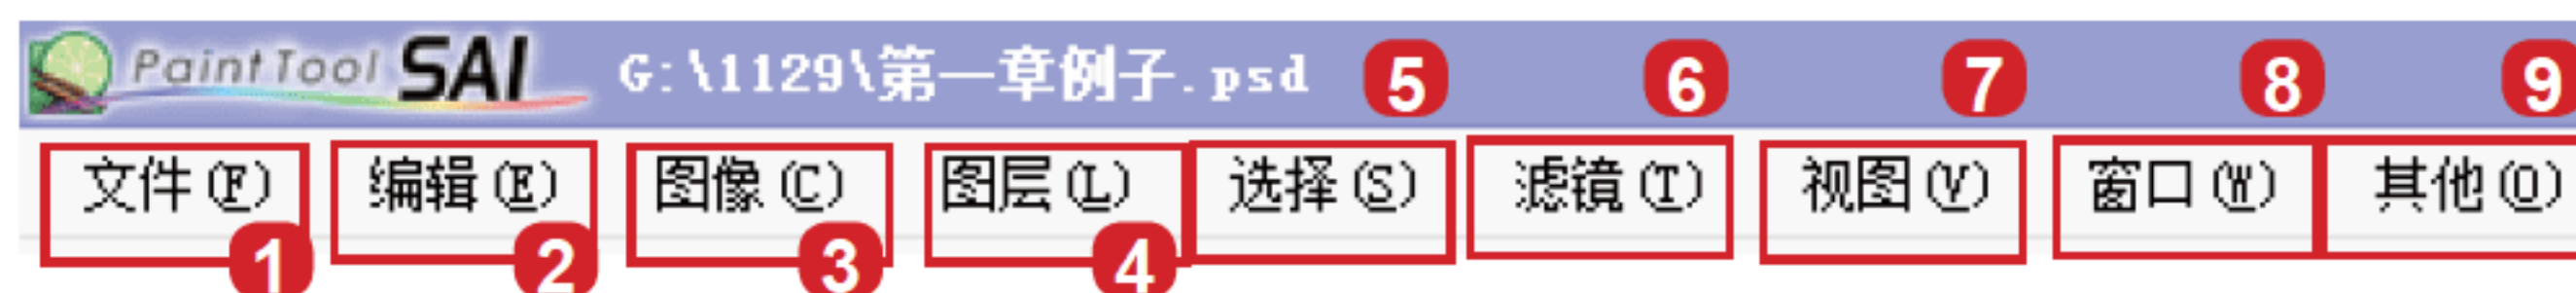 PaintTool SAI G:\1129\第一章例子.psd 5 6 7 8 9
文件(F) 编辑(E) 图像(C) 图层(L) 选择(S) 滤镜(T) 视图(V) 窗口(W) 其他(O)
1 2 3 4